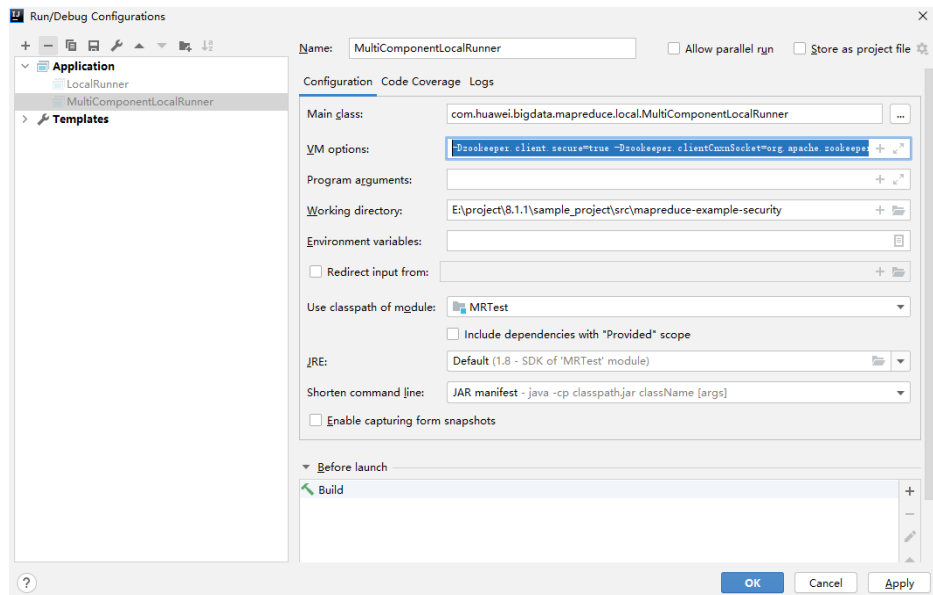 Run/Debug Configurations
Name: MultiComponentLocalRunner Allow parallel run Store as project file
Application
LocalRunner
MultiComponentLocalRunner
Templates
Configuration Code Coverage Logs
Main class: com.huawei.bigdata.mapreduce.local.MultiComponentLocalRunner ...
VM options: -Dzookeeper.client.secure=true -Dzookeeper.clientCnxnSocket=org.apache.zookeeper
Program arguments:
Working directory: E:\project\8.1.1\sample_project\src\mapreduce-example-security
Environment variables:
Redirect input from:
Use classpath of module: MRTest
Include dependencies with "Provided" scope
JRE: Default (1.8 - SDK of 'MRTest' module)
Shorten command line: JAR manifest - java -cp classpath.jar className [args]
Enable capturing form snapshots
Before launch
Build
? OK Cancel Apply